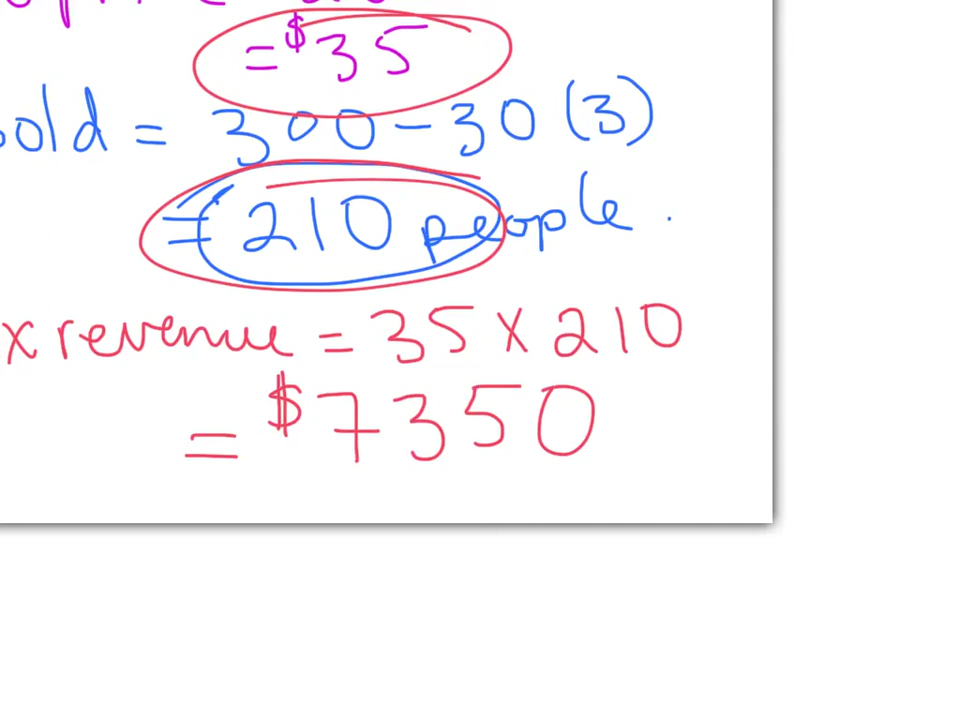 = $35
old = 300 - 30 (3)
= 210 people.
x revenue = 35 x 210
= $7350